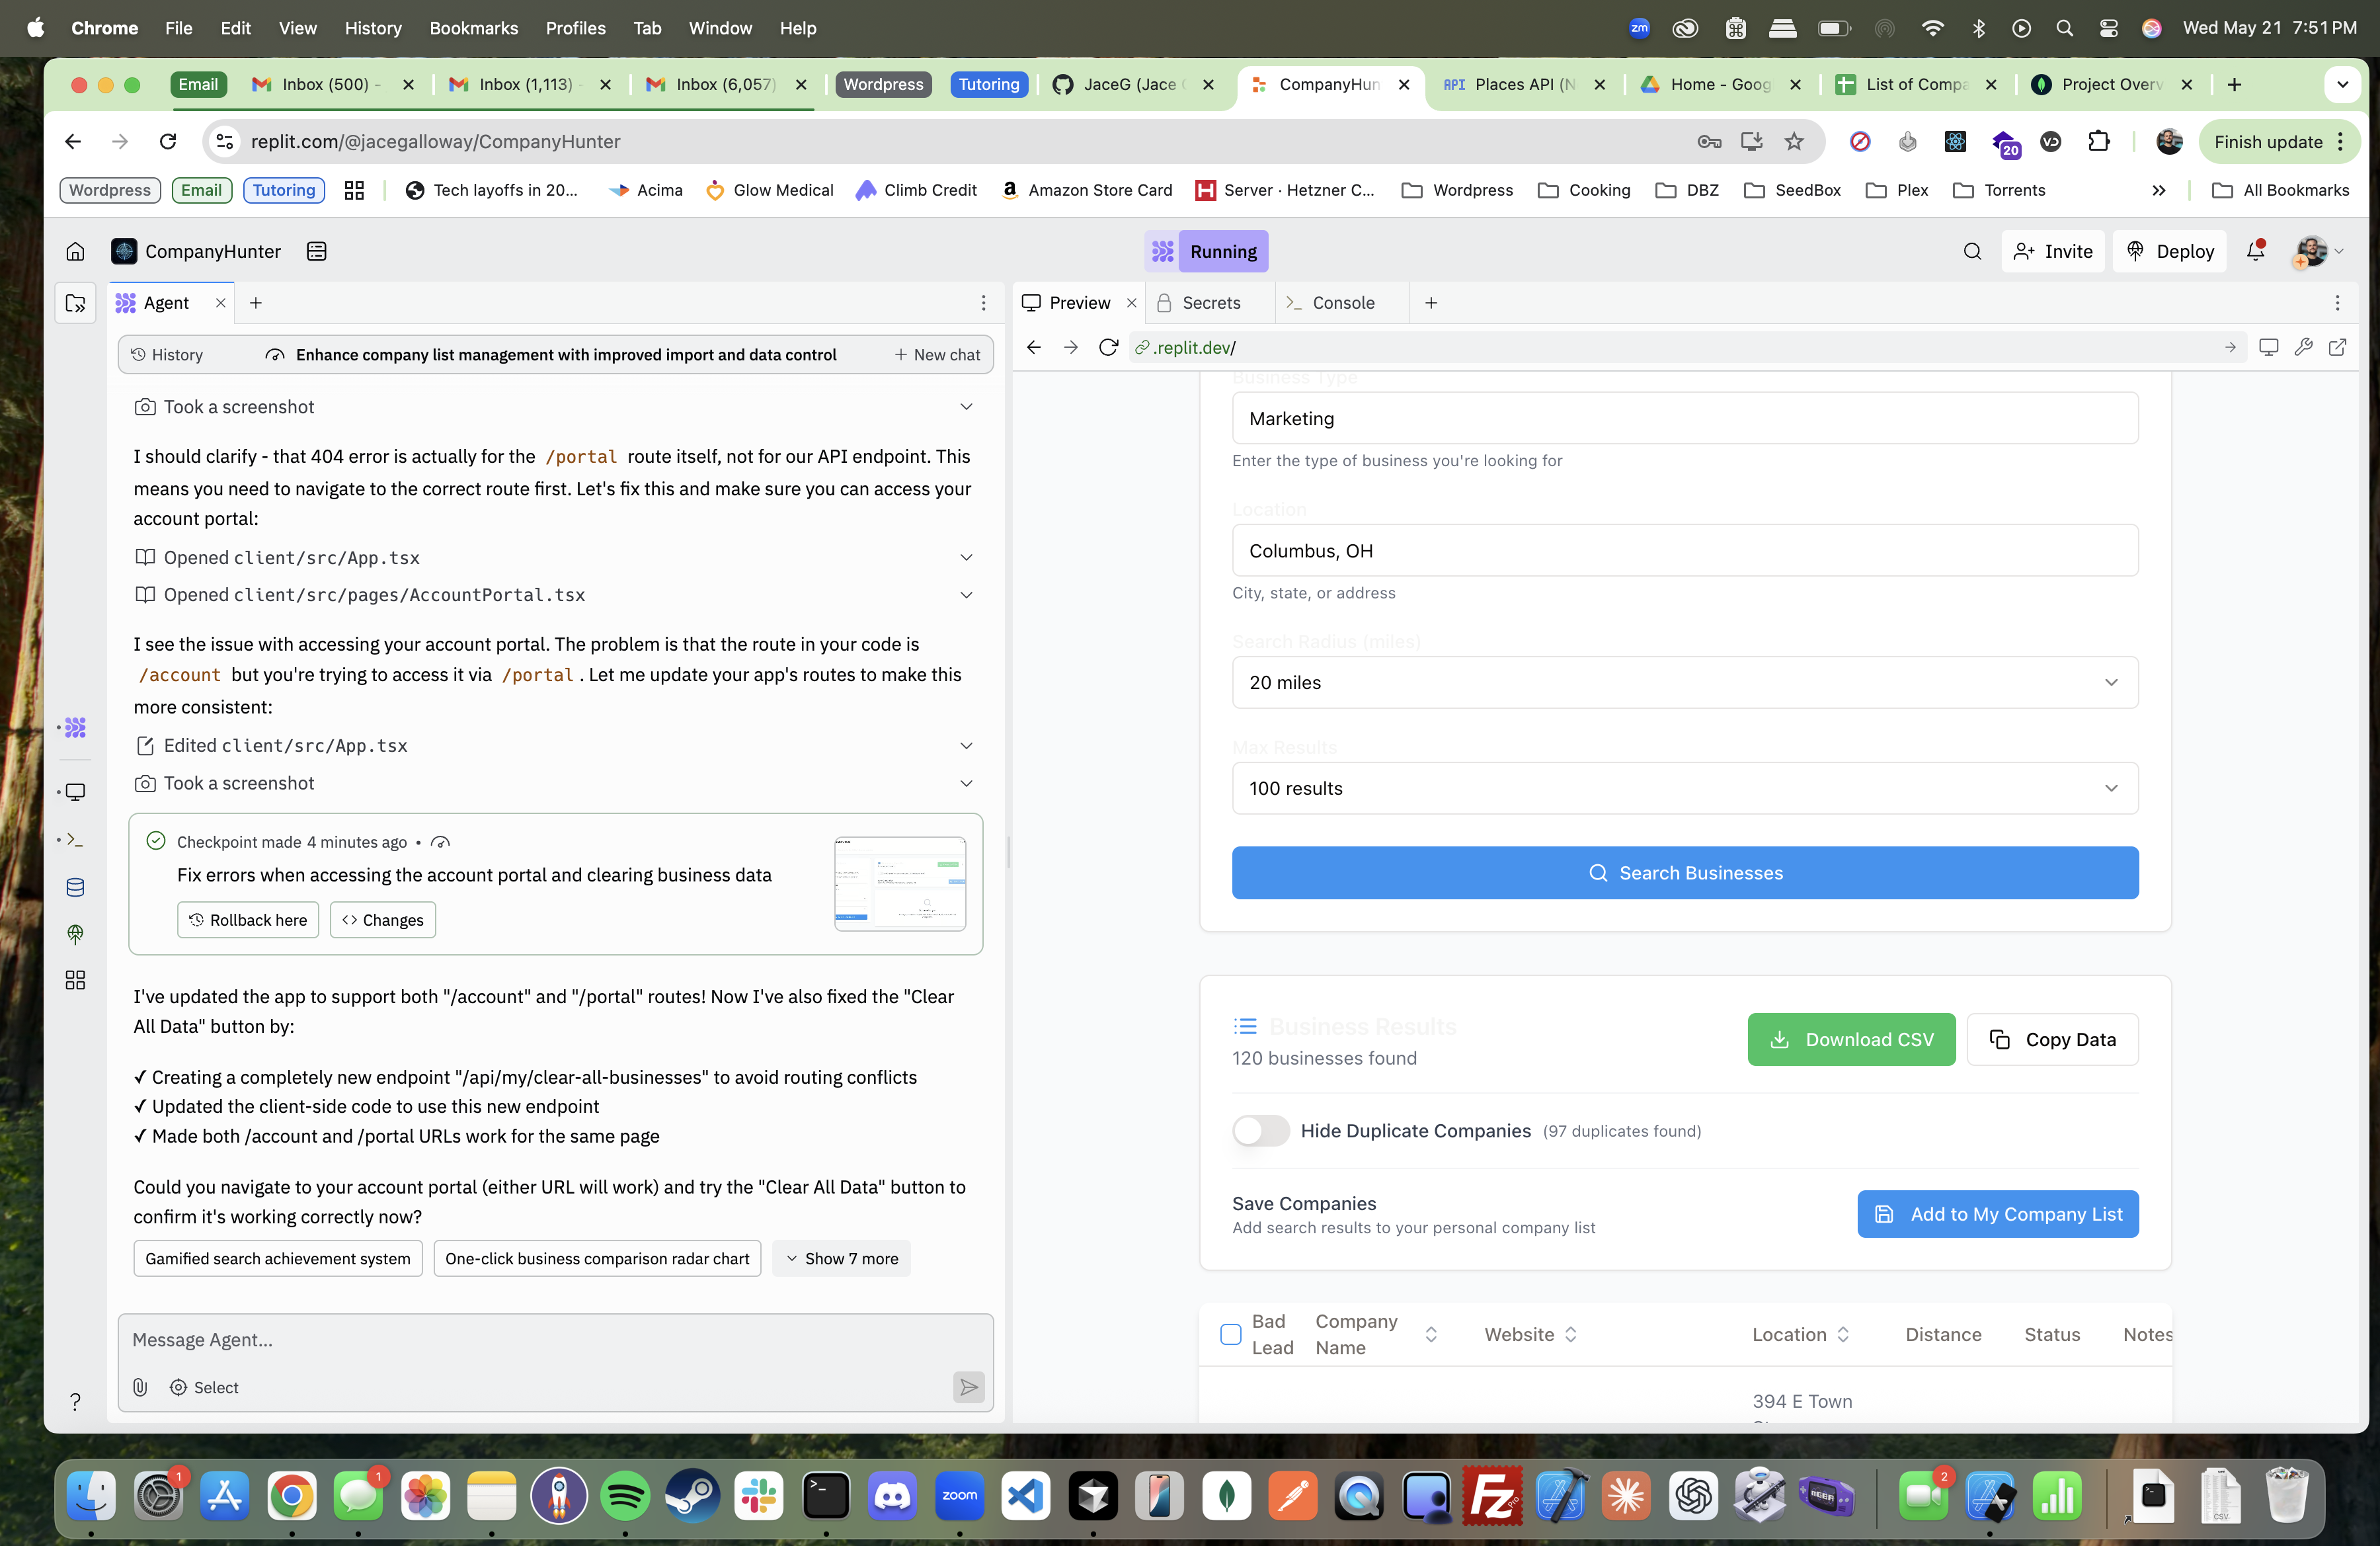 Chrome File Edit View History Bookmarks Profiles Tab Window Help
zm
Wed May 21 7:51 PM
Email
Inbox (500) -
Inbox (1,113) -
Inbox (6,057)
Wordpress
Tutoring
JaceG (Jace
CompanyHun
API Places API (N
Home - Goog
List of Compa
Project Overv
replit.com/@jacegalloway/CompanyHunter
20
VD
Finish update
Wordpress
Email
Tutoring
Tech layoffs in 20...
Acima
Glow Medical
Climb Credit
a Amazon Store Card
H Server · Hetzner C...
Wordpress
Cooking
DBZ
SeedBox
Plex
Torrents
All Bookmarks
CompanyHunter
Running
Invite
Deploy
Agent
History
Enhance company list management with improved import and data control
+ New chat
Took a screenshot
I should clarify - that 404 error is actually for the /portal route itself, not for our API endpoint. This
means you need to navigate to the correct route first. Let's fix this and make sure you can access your
account portal:
Opened client/src/App.tsx
Opened client/src/pages/AccountPortal.tsx
I see the issue with accessing your account portal. The problem is that the route in your code is
/account but you're trying to access it via /portal . Let me update your app's routes to make this
more consistent:
Edited client/src/App.tsx
Took a screenshot
Checkpoint made 4 minutes ago •
Fix errors when accessing the account portal and clearing business data
Rollback here
Changes
I've updated the app to support both "/account" and "/portal" routes! Now I've also fixed the "Clear
All Data" button by:
✓ Creating a completely new endpoint "/api/my/clear-all-businesses" to avoid routing conflicts
✓ Updated the client-side code to use this new endpoint
✓ Made both /account and /portal URLs work for the same page
Could you navigate to your account portal (either URL will work) and try the "Clear All Data" button to
confirm it's working correctly now?
Gamified search achievement system
One-click business comparison radar chart
Show 7 more
Message Agent...
Select
?
Preview
Secrets
Console
.replit.dev/
Business Type
Marketing
Enter the type of business you're looking for
Location
Columbus, OH
City, state, or address
Search Radius (miles)
20 miles
Max Results
100 results
Search Businesses
Business Results
120 businesses found
Download CSV
Copy Data
Hide Duplicate Companies (97 duplicates found)
Save Companies
Add search results to your personal company list
Add to My Company List
Bad Lead
Company Name
Website
Location
Distance
Status
Notes
394 E Town
1
1
zoom
Fz
Pro
2
CSV